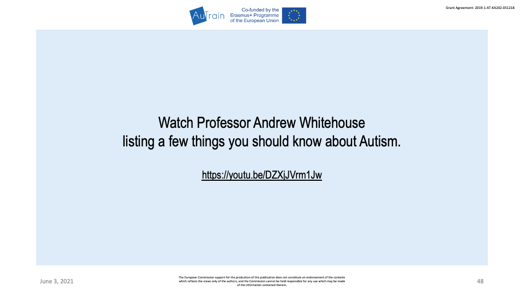 AuTrain
Co-funded by the
Erasmus+ Programme
of the European Union
Grant Agreement: 2019-1-AT-KA202-051218
Watch Professor Andrew Whitehouse
listing a few things you should know about Autism.
https://youtu.be/DZXjJVrm1Jw
June 3, 2021
The European Commission support for the production of this publication does not constitute an endorsement of the contents
which reflects the views only of the authors, and the Commission cannot be held responsible for any use which may be made
of the information contained therein.
48